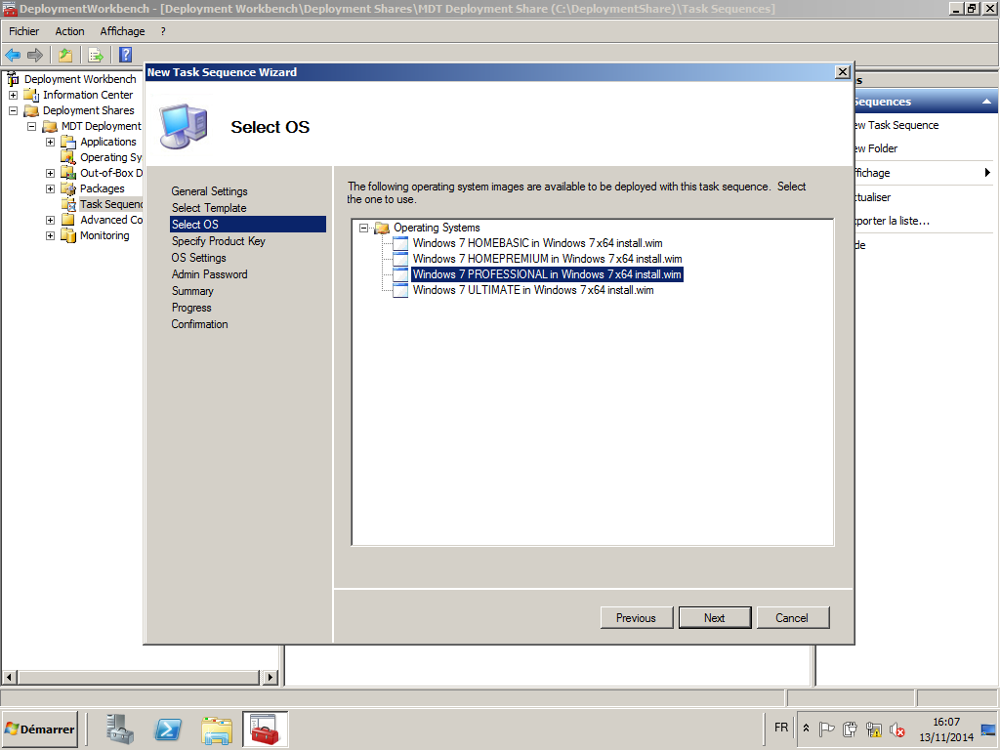 DeploymentWorkbench - [Deployment Workbench\Deployment Shares\MDT Deployment Share (C:\DeploymentShare)\Task Sequences]
Fichier Action Affichage ?
Deployment Workbench
Information Center
Deployment Shares
MDT Deployment
Applications
Operating Sy
Out-of-Box D
Packages
Task Sequenc
Advanced Co
Monitoring
New Task Sequence Wizard
Select OS
General Settings
Select Template
Select OS
Specify Product Key
OS Settings
Admin Password
Summary
Progress
Confirmation
The following operating system images are available to be deployed with this task sequence. Select
the one to use.
Operating Systems
Windows 7 HOMEBASIC in Windows 7 x64 install.wim
Windows 7 HOMEPREMIUM in Windows 7 x64 install.wim
Windows 7 PROFESSIONAL in Windows 7 x64 install.wim
Windows 7 ULTIMATE in Windows 7 x64 install.wim
Previous Next Cancel
s
Sequences
ew Task Sequence
ew Folder
ffichage
ctualiser
xporter la liste...
de
Démarrer
FR
16:07
13/11/2014